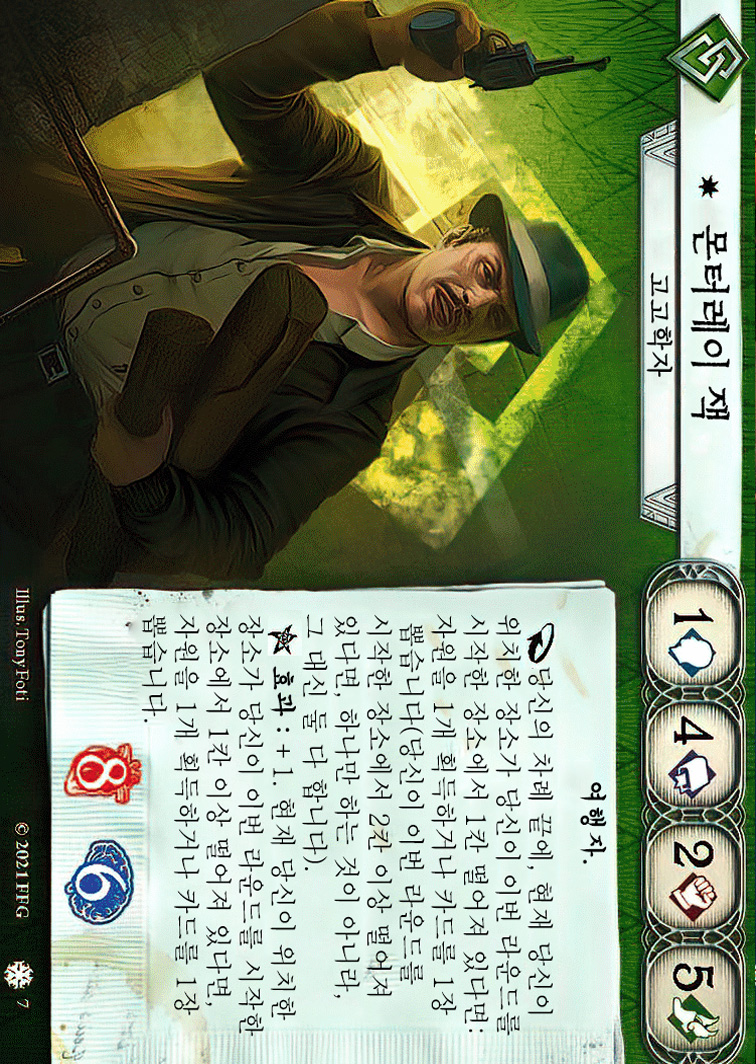 ✷ 몬터레이 잭
고고학자
1 4 2 5
여행자.
당신의 차례 끝에, 현재 당신이
위치한 장소가 당신이 이번 라운드를
시작한 장소에서 1칸 떨어져 있다면:
자원을 1개 획득하거나 카드를 1장
뽑습니다(당신이 이번 라운드를
시작한 장소에서 2칸 이상 떨어져
있다면, 하나만 하는 것이 아니라,
그 대신 둘 다 합니다).
효과 : +1. 현재 당신이 위치한
장소가 당신이 이번 라운드를 시작한
장소에서 1칸 이상 떨어져 있다면,
자원을 1개 획득하거나 카드를 1장
뽑습니다.
8 6
Illus. Tony Foti
© 2021 FFG
7